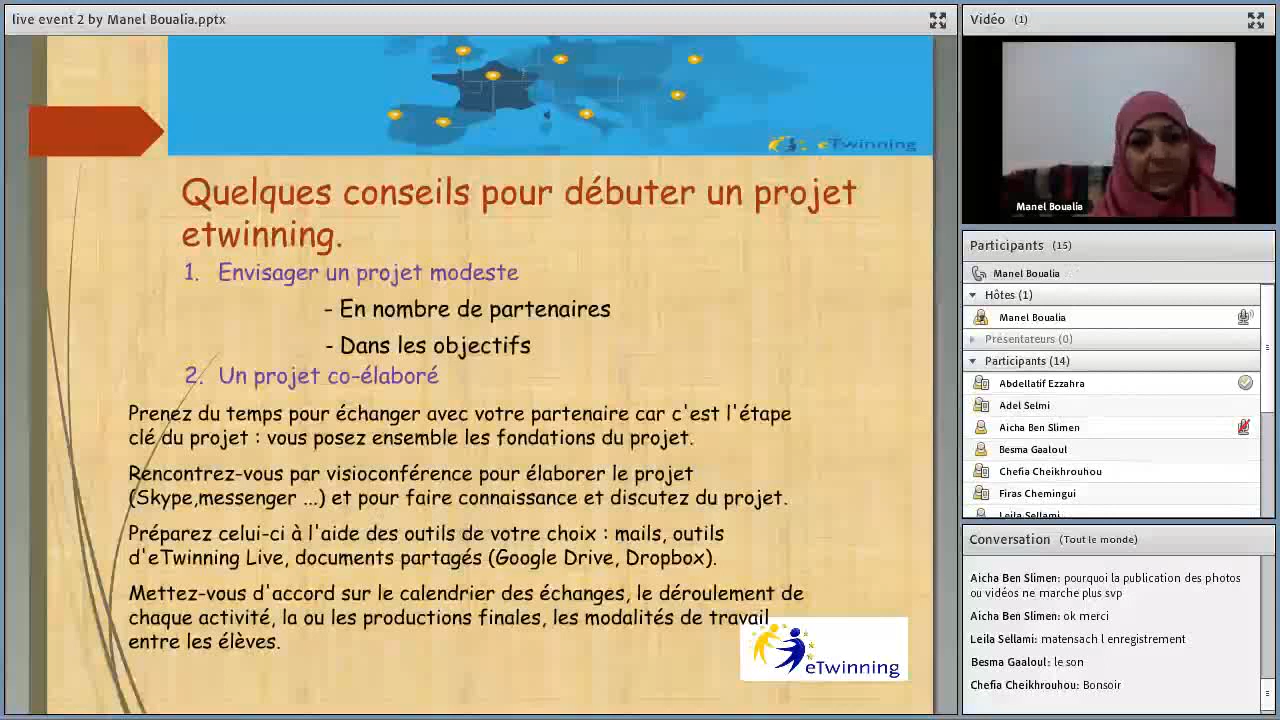 live event 2 by Manel Boualia.pptx
eTwinning
Quelques conseils pour débuter un projet
etwinning.
1. Envisager un projet modeste
- En nombre de partenaires
- Dans les objectifs
2. Un projet co-élaboré
Prenez du temps pour échanger avec votre partenaire car c'est l'étape
clé du projet : vous posez ensemble les fondations du projet.
Rencontrez-vous par visioconférence pour élaborer le projet
(Skype,messenger ...) et pour faire connaissance et discutez du projet.
Préparez celui-ci à l'aide des outils de votre choix : mails, outils
d'eTwinning Live, documents partagés (Google Drive, Dropbox).
Mettez-vous d'accord sur le calendrier des échanges, le déroulement de
chaque activité, la ou les productions finales, les modalités de travail
entre les élèves.
eTwinning
Vidéo (1)
Manel Boualia
Participants (15)
Manel Boualia
Hôtes (1)
Manel Boualia
Présentateurs (0)
Participants (14)
Abdellatif Ezzahra
Adel Selmi
Aicha Ben Slimen
Besma Gaaloul
Chefia Cheikhrouhou
Firas Chemingui
Leila Sellami
Conversation (Tout le monde)
Aicha Ben Slimen: pourquoi la publication des photos
ou vidéos ne marche plus svp
Aicha Ben Slimen: ok merci
Leila Sellami: matensach l enregistrement
Besma Gaaloul: le son
Chefia Cheikhrouhou: Bonsoir